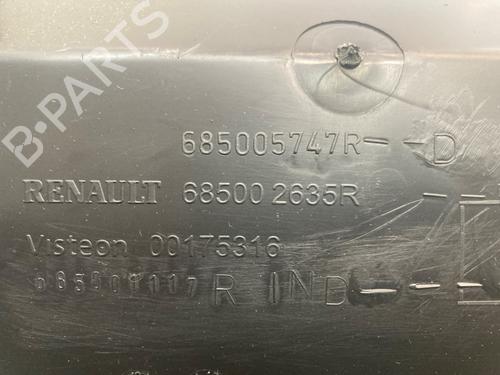 685005747R--D
RENAULT 68500 2635R --
Visteon 00175316
R IND---
B-PARTS